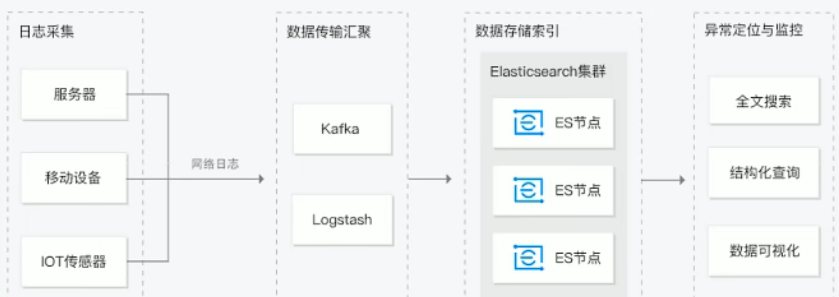 日志采集
服务器
移动设备
IOT传感器
网络日志
数据传输汇聚
Kafka
Logstash
数据存储索引
Elasticsearch集群
ES节点
ES节点
ES节点
异常定位与监控
全文搜索
结构化查询
数据可视化